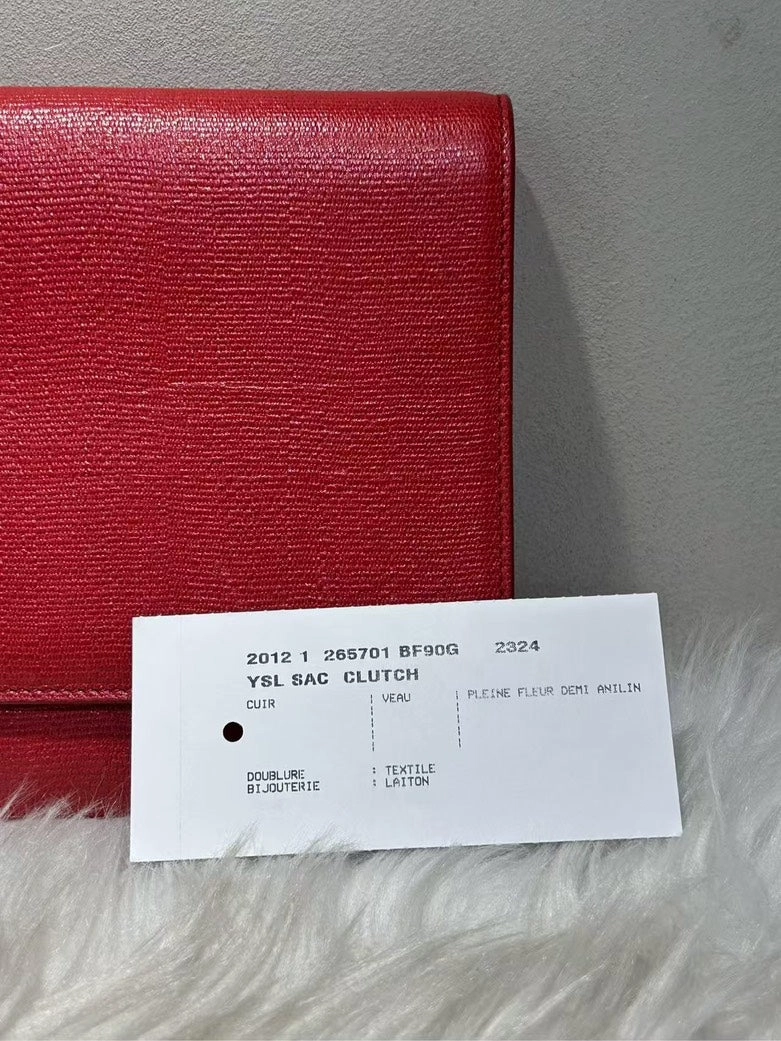 2012 1 265701 BF90G 2324
YSL SAC CLUTCH
CUIR | VEAU | PLEINE FLEUR DEMI ANILIN
DOUBLURE : TEXTILE
BIJOUTERIE : LAITON